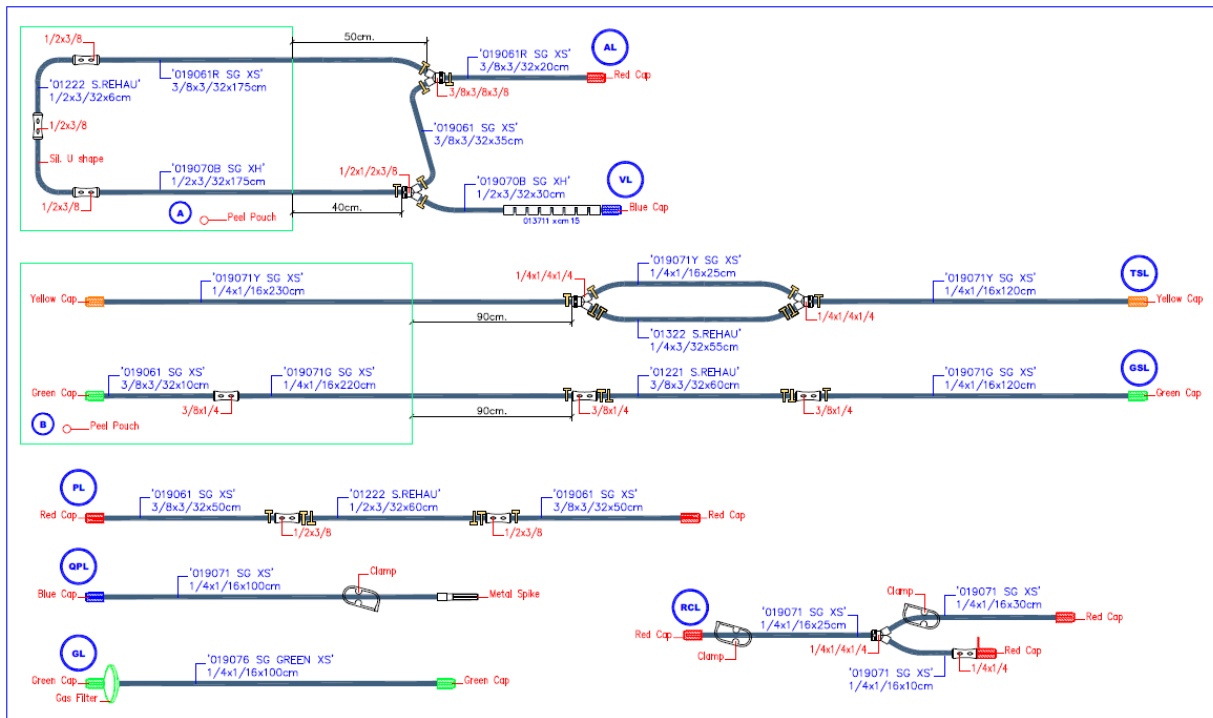 50cm.
1/2x3/8
'019061R SG XS'
3/8x3/32x20cm
AL
Red Cap
'01222 S.REHAU'
1/2x3/32x6cm
'019061R SG XS'
3/8x3/32x175cm
3/8x3/8x3/8
1/2x3/8
'019061 SG XS'
3/8x3/32x35cm
Sil. U shape
'019070B SG XH'
1/2x3/32x175cm
1/2x1/2x3/8
'019070B SG XH'
1/2x3/32x30cm
VL
Blue Cap
1/2x3/8
A
Peel Pouch
40cm.
013711 xcm 15
'019071Y SG XS'
1/4x1/16x230cm
Yellow Cap
1/4x1/4x1/4
'019071Y SG XS'
1/4x1/16x25cm
'019071Y SG XS'
1/4x1/16x120cm
TSL
Yellow Cap
90cm.
'01322 S.REHAU'
1/4x3/32x55cm
1/4x1/4x1/4
'019061 SG XS'
3/8x3/32x10cm
'019071G SG XS'
1/4x1/16x220cm
'01221 S.REHAU'
3/8x3/32x60cm
'019071G SG XS'
1/4x1/16x120cm
GSL
Green Cap
Green Cap
3/8x1/4
90cm.
3/8x1/4
3/8x1/4
B
Peel Pouch
PL
'019061 SG XS'
3/8x3/32x50cm
'01222 S.REHAU'
1/2x3/32x60cm
'019061 SG XS'
3/8x3/32x50cm
Red Cap
Red Cap
1/2x3/8
1/2x3/8
QPL
'019071 SG XS'
1/4x1/16x100cm
Clamp
Blue Cap
Metal Spike
GL
'019076 SG GREEN XS'
1/4x1/16x100cm
Green Cap
Green Cap
Gas Filter
RCL
'019071 SG XS'
1/4x1/16x25cm
Clamp
'019071 SG XS'
1/4x1/16x30cm
Red Cap
Red Cap
Clamp
1/4x1/4x1/4
Red Cap
1/4x1/4
'019071 SG XS'
1/4x1/16x10cm